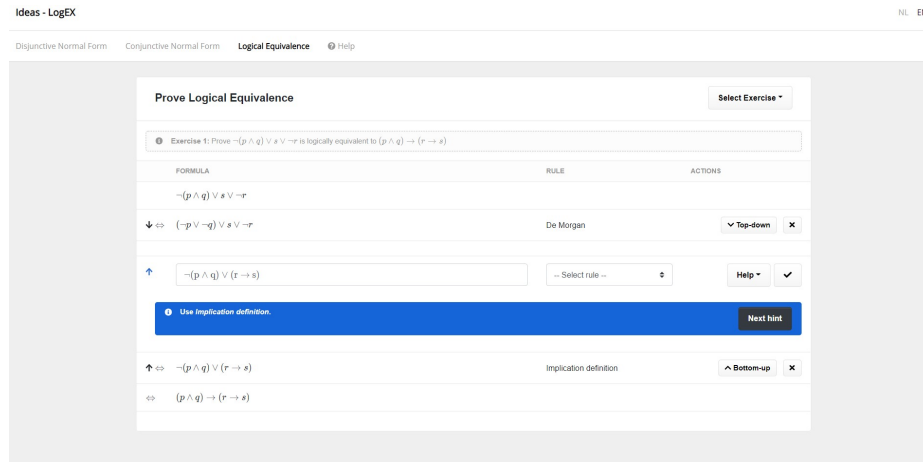 Ideas - LogEX
NL
Disjunctive Normal Form Conjunctive Normal Form Logical Equivalence Help
Prove Logical Equivalence
Select Exercise
Exercise 1: Prove ¬(p ∧ q) ∨ s ∨ ¬r is logically equivalent to (p ∧ q) → (r → s)
FORMULA RULE ACTIONS
¬(p ∧ q) ∨ s ∨ ¬r
⇔ (¬p ∨ ¬q) ∨ s ∨ ¬r De Morgan Top-down
¬(p ∧ q) ∨ (r → s) -- Select rule -- Help
Use Implication definition. Next hint
⇔ ¬(p ∧ q) ∨ (r → s) Implication definition Bottom-up
⇔ (p ∧ q) → (r → s)